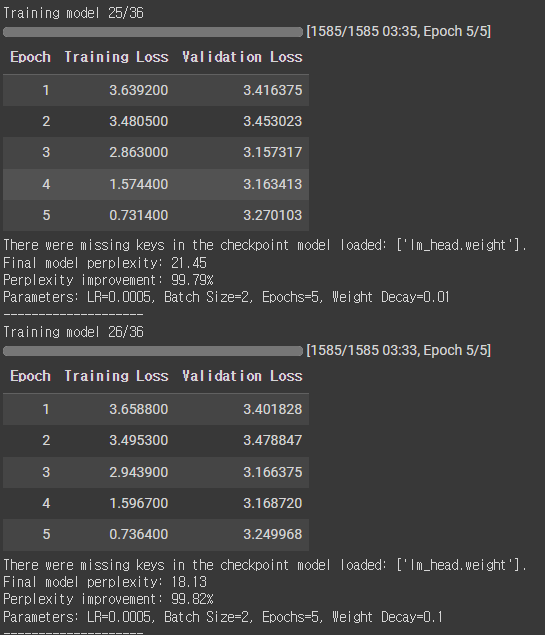 Training model 25/36
[1585/1585 03:35, Epoch 5/5]
Epoch Training Loss Validation Loss
1 3.639200 3.416375
2 3.480500 3.453023
3 2.863000 3.157317
4 1.574400 3.163413
5 0.731400 3.270103
There were missing keys in the checkpoint model loaded: ['lm_head.weight'].
Final model perplexity: 21.45
Perplexity improvement: 99.79%
Parameters: LR=0.0005, Batch Size=2, Epochs=5, Weight Decay=0.01
--------------------
Training model 26/36
[1585/1585 03:33, Epoch 5/5]
Epoch Training Loss Validation Loss
1 3.658800 3.401828
2 3.495300 3.478847
3 2.943900 3.166375
4 1.596700 3.168720
5 0.736400 3.249968
There were missing keys in the checkpoint model loaded: ['lm_head.weight'].
Final model perplexity: 18.13
Perplexity improvement: 99.82%
Parameters: LR=0.0005, Batch Size=2, Epochs=5, Weight Decay=0.1
--------------------